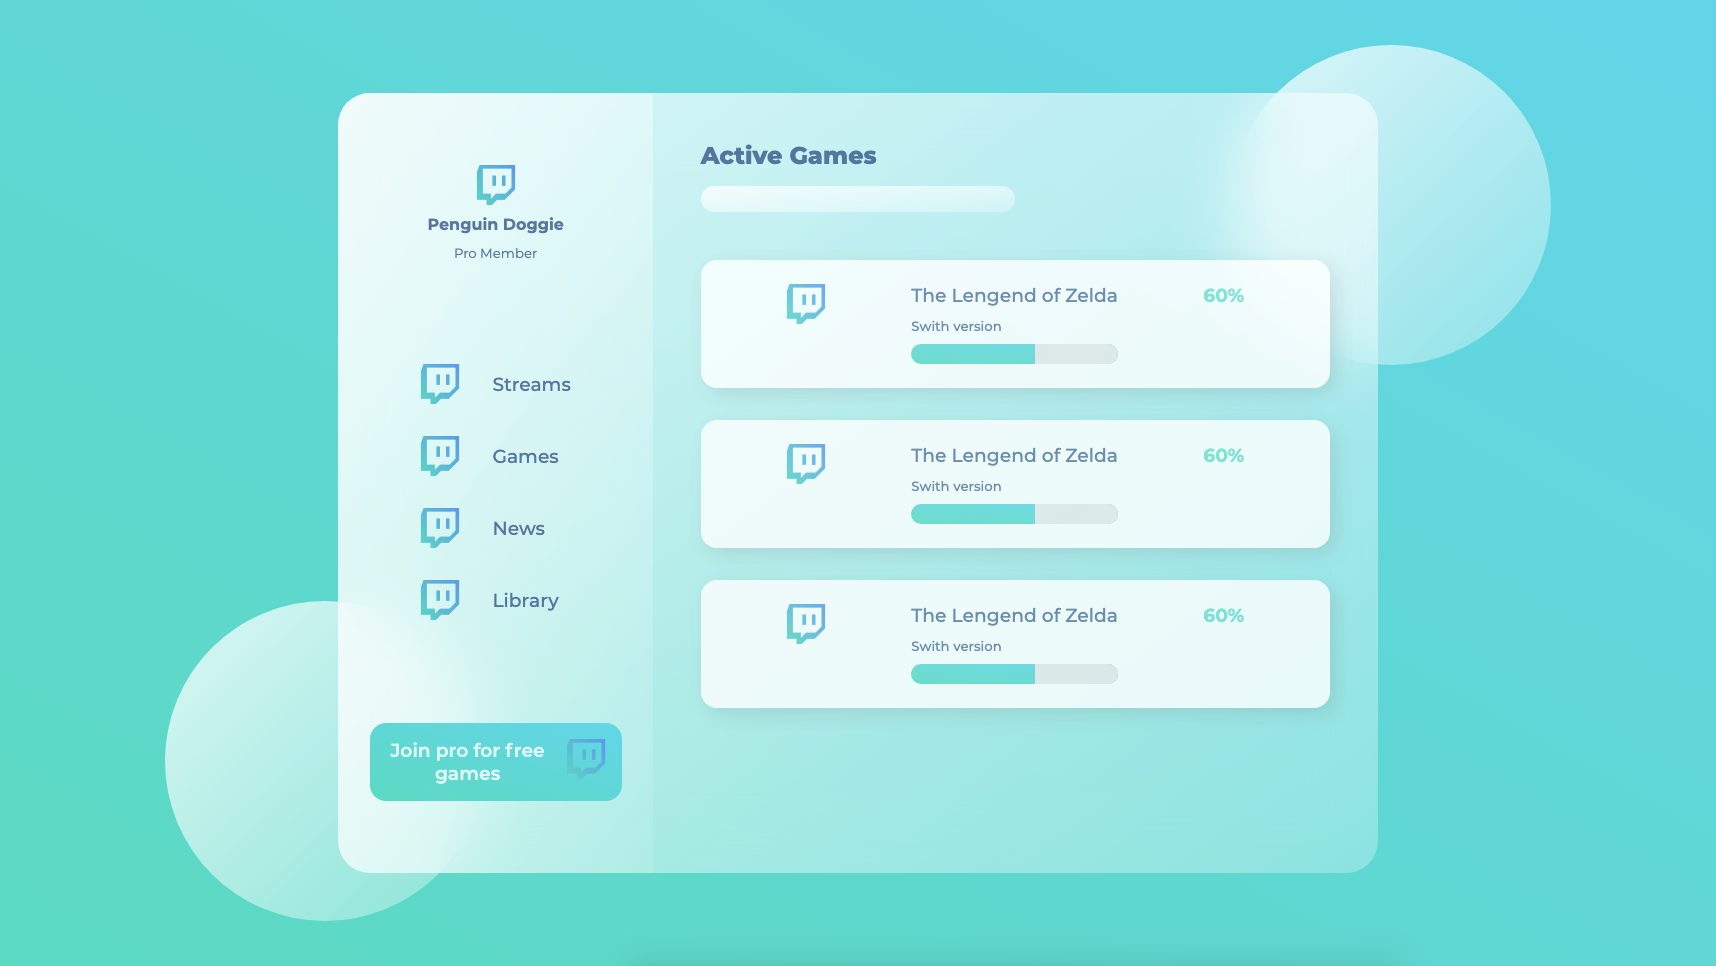 Penguin Doggie
Pro Member
Streams
Games
News
Library
Join pro for free
games
Active Games
The Lengend of Zelda
60%
Swith version
The Lengend of Zelda
60%
Swith version
The Lengend of Zelda
60%
Swith version